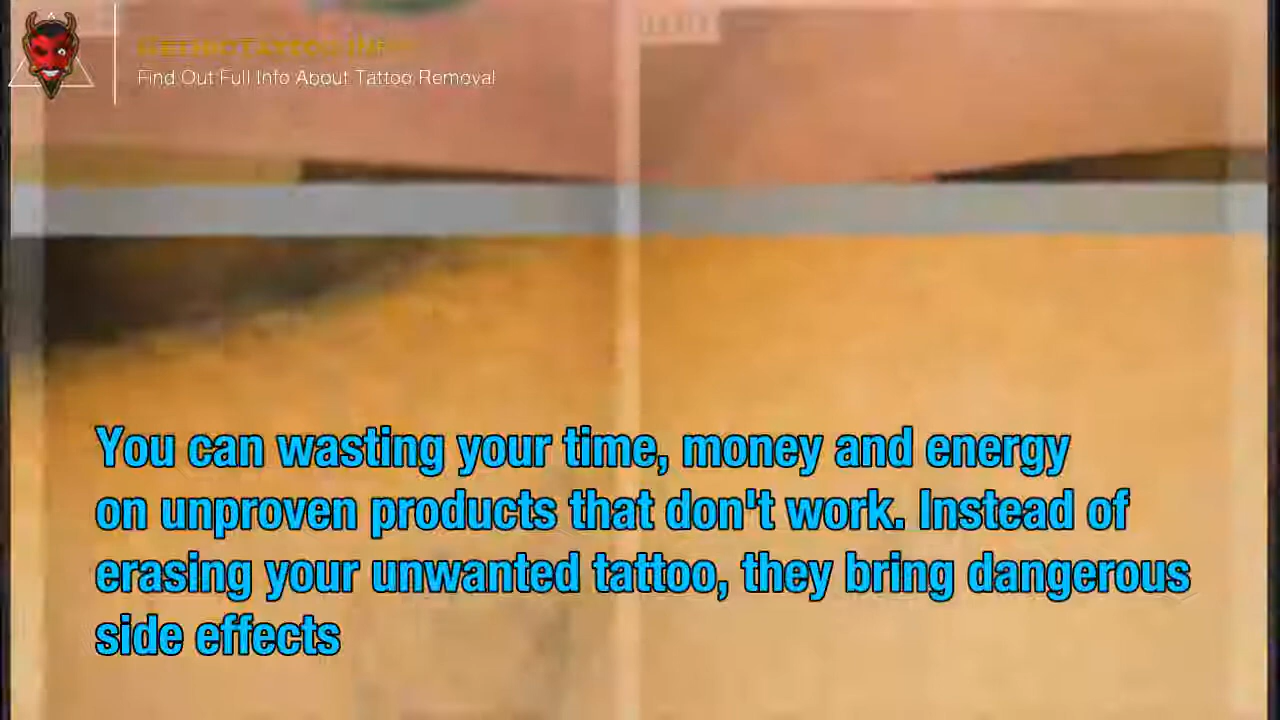 Find Out Full Info About Tattoo Removal
You can wasting your time, money and energy
on unproven products that don't work. Instead of
erasing your unwanted tattoo, they bring dangerous
side effects